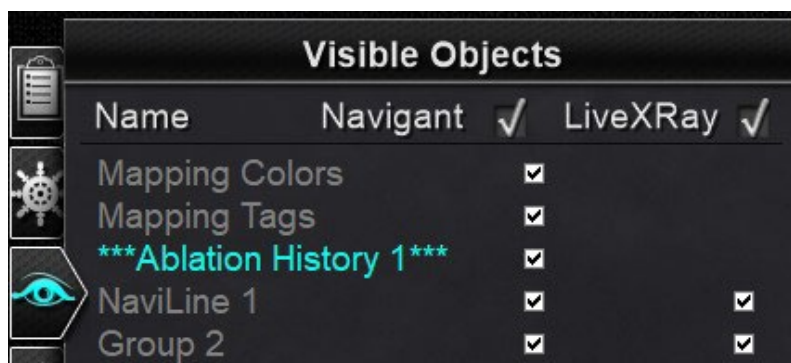 Visible Objects
Name Navigant LiveXRay
Mapping Colors
Mapping Tags
***Ablation History 1***
NaviLine 1
Group 2